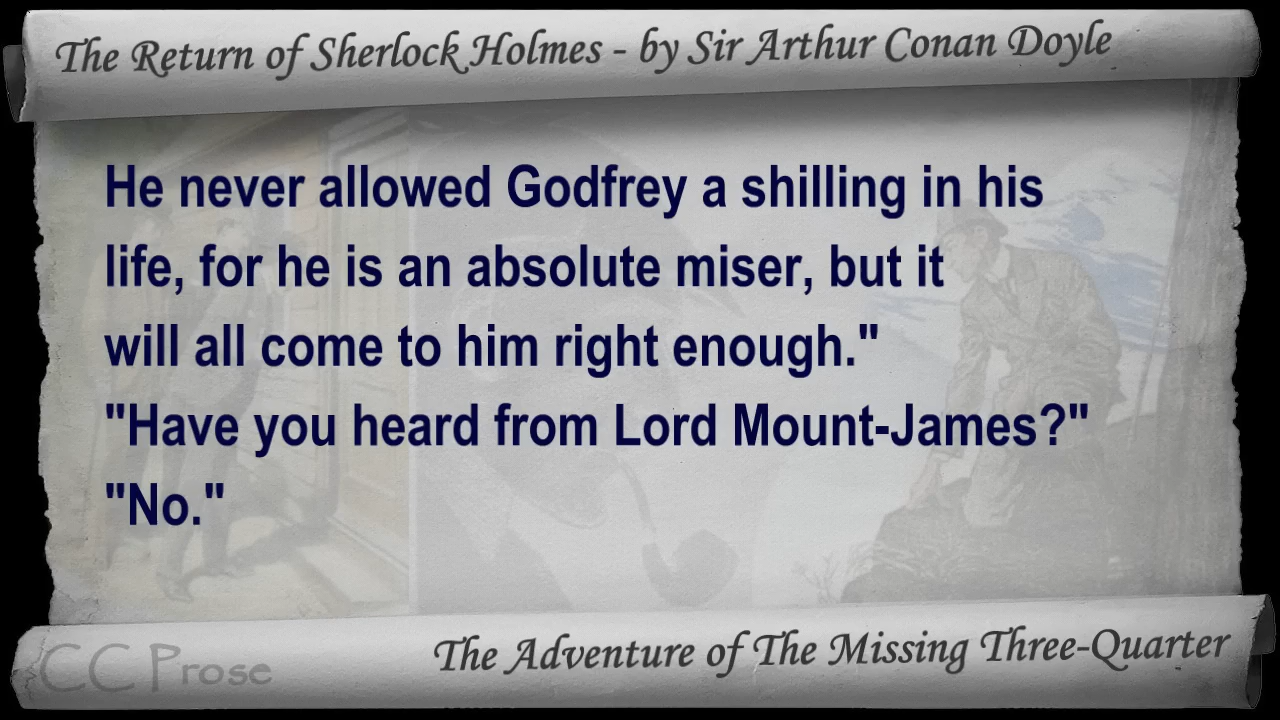 The Return of Sherlock Holmes - by Sir Arthur Conan Doyle
He never allowed Godfrey a shilling in his
life, for he is an absolute miser, but it
will all come to him right enough."
"Have you heard from Lord Mount-James?"
"No."
The Adventure of The Missing Three-Quarter
CC Prose